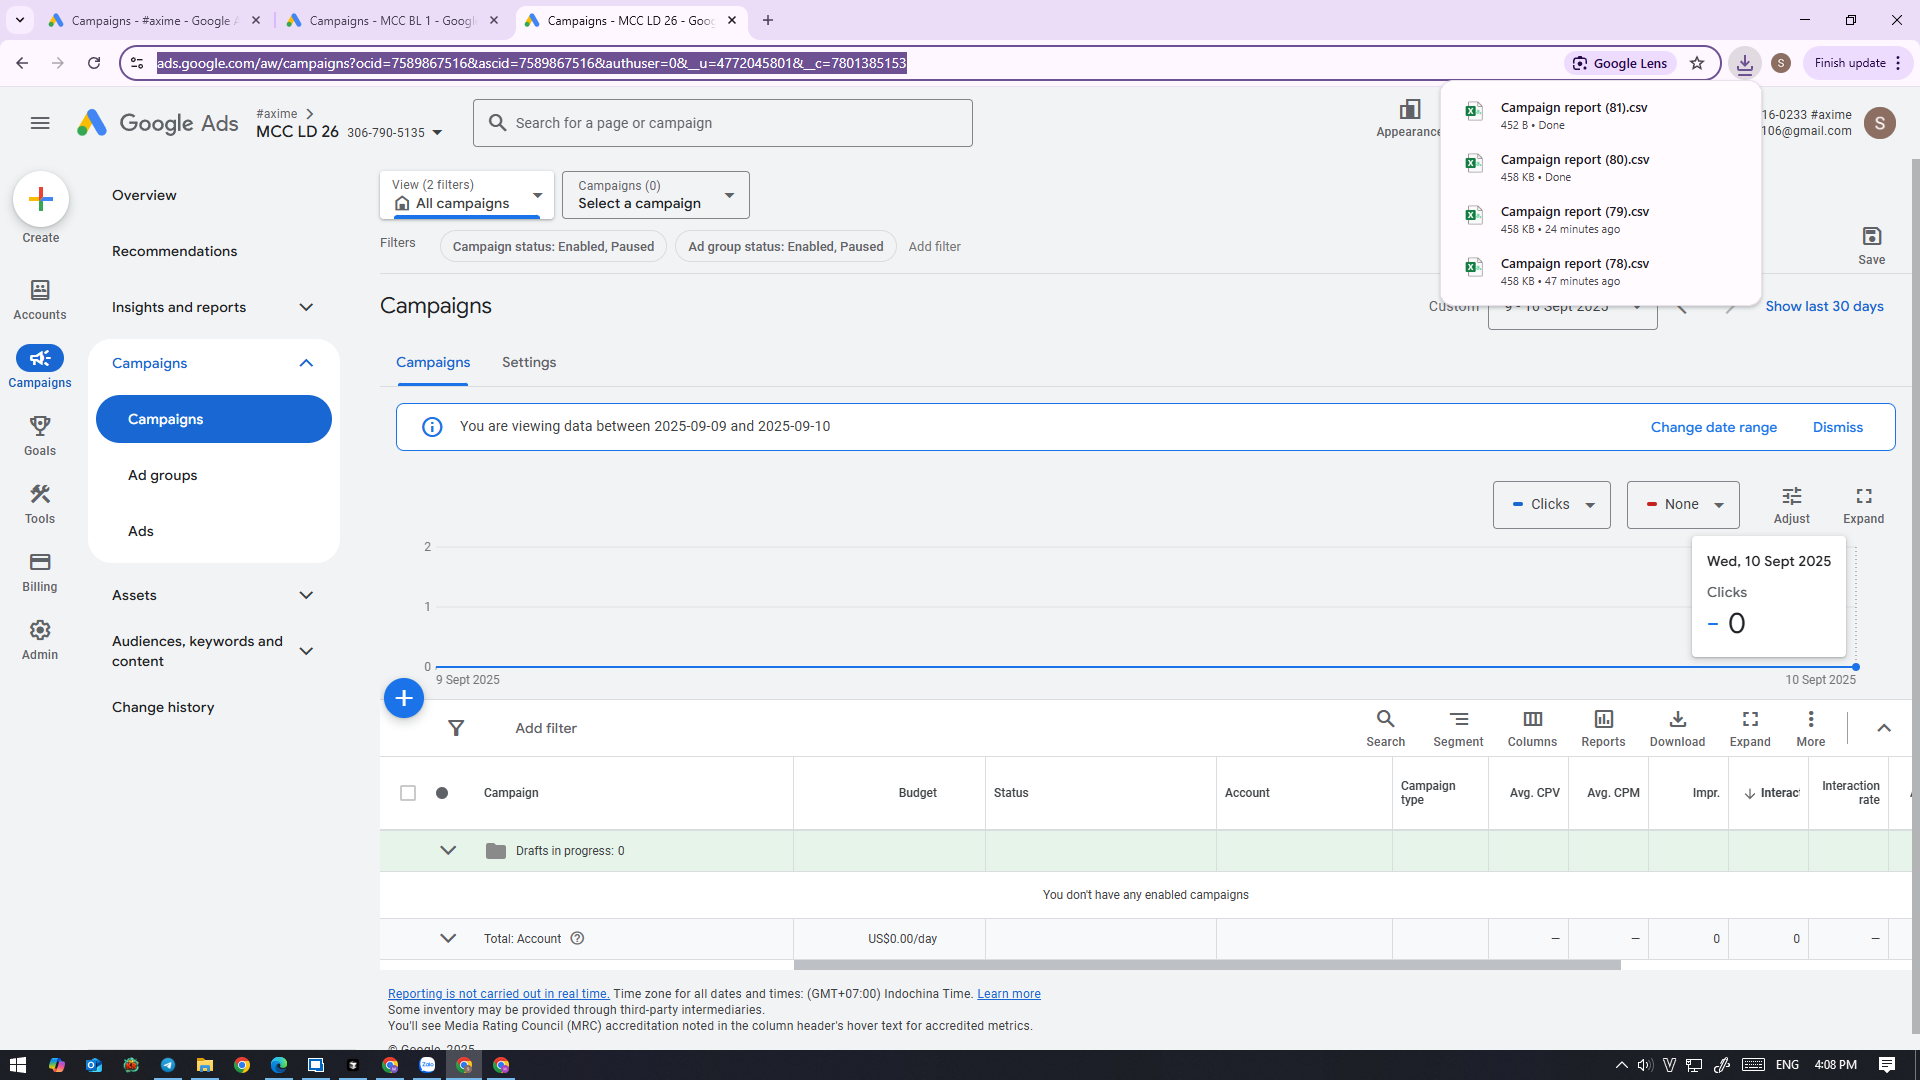 Campaigns - #axime - Google A
Campaigns - MCC BL 1 - Google
Campaigns - MCC LD 26 - Goog
ads.google.com/aw/campaigns?ocid=7589867516&ascid=7589867516&authuser=0&__u=4772045801&__c=7801385153
Google Lens
S
Finish update
Google Ads
#axime
MCC LD 26 306-790-5135
Search for a page or campaign
Appearance
16-0233 #axime
106@gmail.com
S
Campaign report (81).csv
452 B • Done
Campaign report (80).csv
458 KB • Done
Campaign report (79).csv
458 KB • 24 minutes ago
Campaign report (78).csv
458 KB • 47 minutes ago
Create
Accounts
Campaigns
Goals
Tools
Billing
Admin
Overview
Recommendations
Insights and reports
Campaigns
Campaigns
Ad groups
Ads
Assets
Audiences, keywords and
content
Change history
View (2 filters)
All campaigns
Campaigns (0)
Select a campaign
Filters
Campaign status: Enabled, Paused
Ad group status: Enabled, Paused
Add filter
Save
Campaigns
Custom
9 - 10 Sept 2025
Show last 30 days
Campaigns
Settings
You are viewing data between 2025-09-09 and 2025-09-10
Change date range
Dismiss
Clicks
None
Adjust
Expand
2
1
0
9 Sept 2025
10 Sept 2025
Wed, 10 Sept 2025
Clicks
0
Add filter
Search
Segment
Columns
Reports
Download
Expand
More
Campaign
Budget
Status
Account
Campaign
type
Avg. CPV
Avg. CPM
Impr.
Interac
Interaction
rate
Drafts in progress: 0
You don't have any enabled campaigns
Total: Account
US$0.00/day
—
—
0
0
—
Reporting is not carried out in real time. Time zone for all dates and times: (GMT+07:00) Indochina Time. Learn more
Some inventory may be provided through third-party intermediaries.
You'll see Media Rating Council (MRC) accreditation noted in the column header's hover text for accredited metrics.
© Google, 2025
Zalo
ENG
4:08 PM